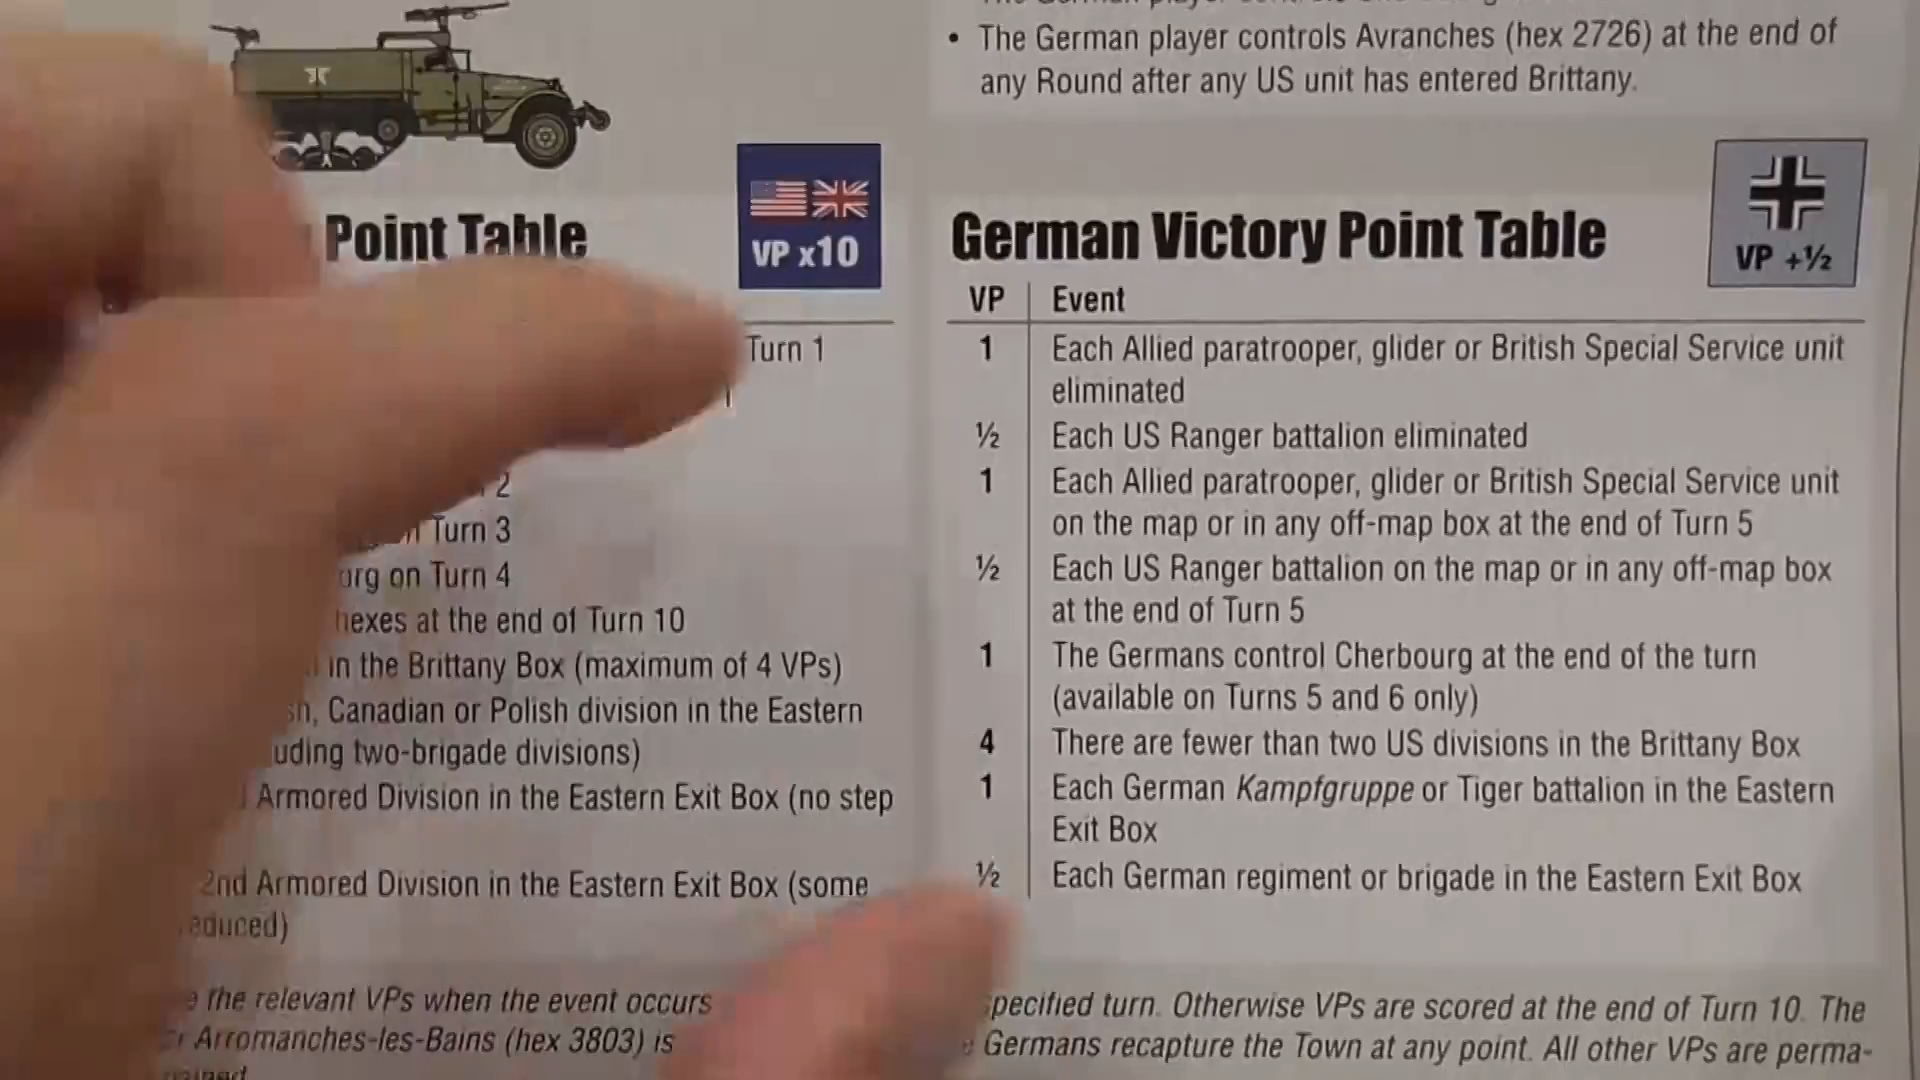 • The German player controls Avranches (hex 2726) at the end of
any Round after any US unit has entered Brittany.
Point Table
VP x10
Turn 1
2
Turn 3
on Turn 4
hexes at the end of Turn 10
in the Brittany Box (maximum of 4 VPs)
Canadian or Polish division in the Eastern
two-brigade divisions)
Armored Division in the Eastern Exit Box (no step
2nd Armored Division in the Eastern Exit Box (some
German Victory Point Table
VP +½
VP Event
1 Each Allied paratrooper, glider or British Special Service unit
eliminated
½ Each US Ranger battalion eliminated
1 Each Allied paratrooper, glider or British Special Service unit
on the map or in any off-map box at the end of Turn 5
½ Each US Ranger battalion on the map or in any off-map box
at the end of Turn 5
1 The Germans control Cherbourg at the end of the turn
(available on Turns 5 and 6 only)
4 There are fewer than two US divisions in the Brittany Box
1 Each German Kampfgruppe or Tiger battalion in the Eastern
Exit Box
½ Each German regiment or brigade in the Eastern Exit Box
the relevant VPs when the event occurs specified turn. Otherwise VPs are scored at the end of Turn 10. The
Arromanches-les-Bains (hex 3803) is Germans recapture the Town at any point. All other VPs are perma-